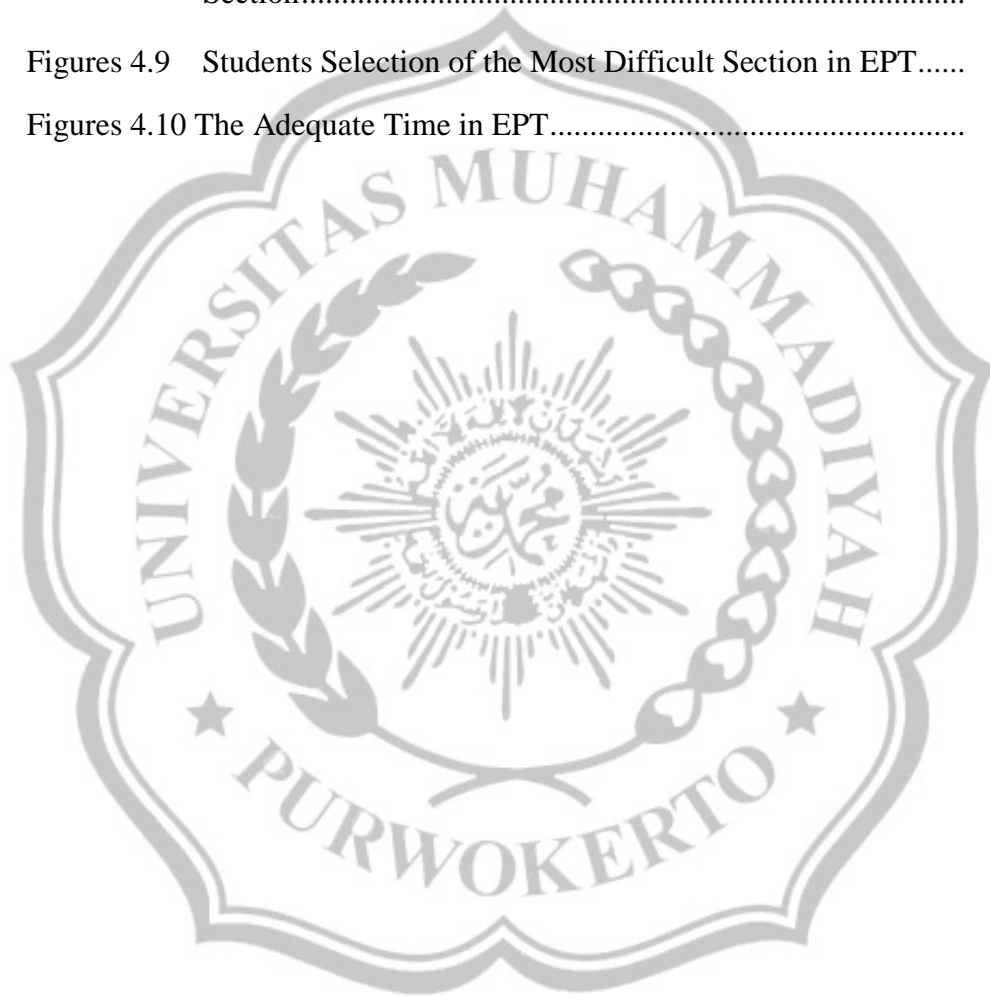 Section
Figures 4.9 Students Selection of the Most Difficult Section in EPT......
Figures 4.10 The Adequate Time in EPT....................................................
UNIVERSITAS MUHAMMADIYAH
PURWOKERTO